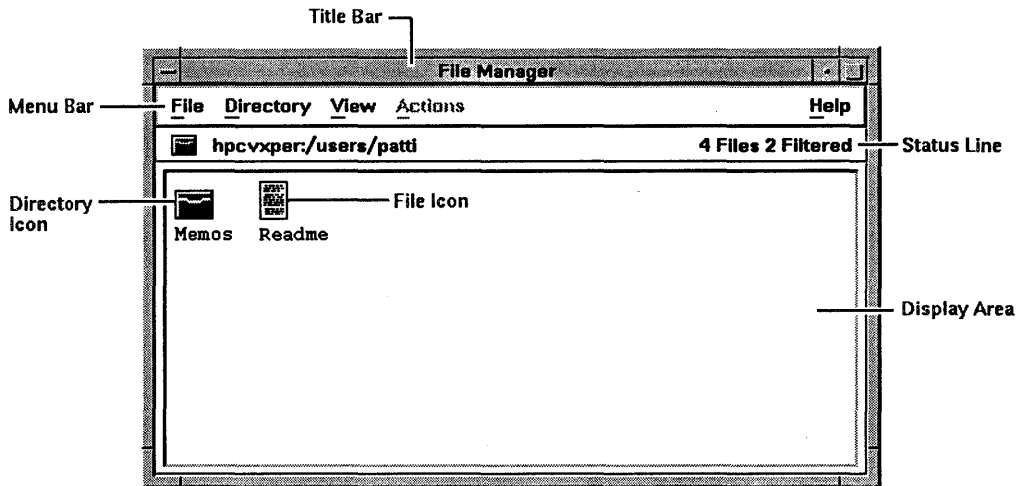 Title Bar
File Manager
Menu Bar
File Directory View Actions Help
hpcvxper:/users/patti 4 Files 2 Filtered
Status Line
Directory
Icon
File Icon
Memos Readme
Display Area